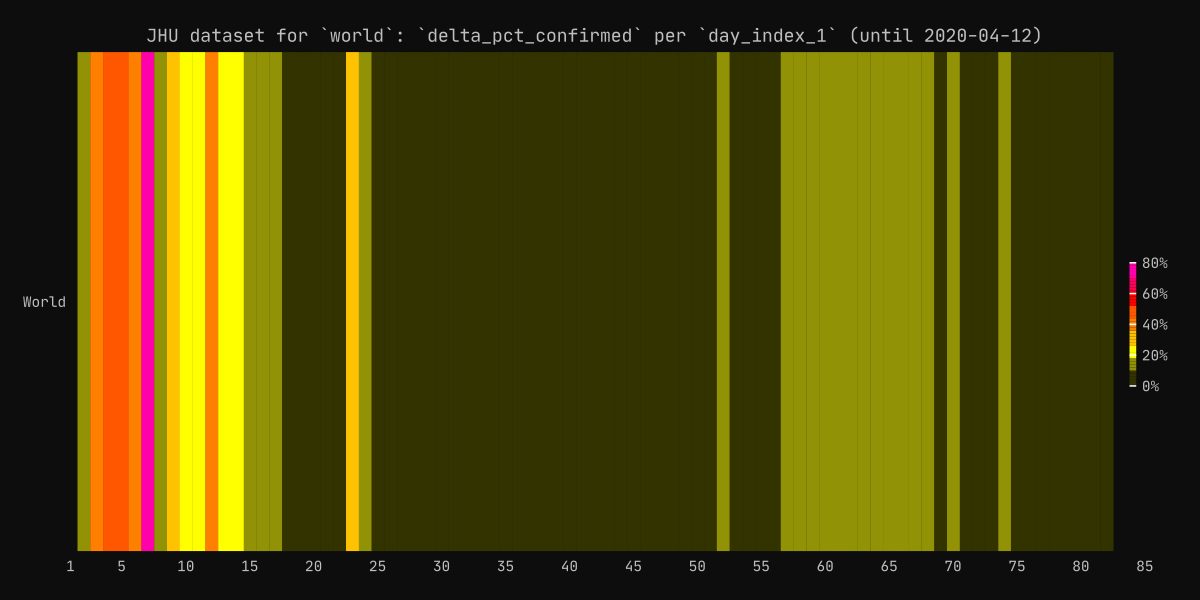 JHU dataset for `world`: `delta_pct_confirmed` per `day_index_1` (until 2020-04-12)
80%
60%
World
40%
20%
0%
1 5 10 15 20 25 30 35 40 45 50 55 60 65 70 75 80 85